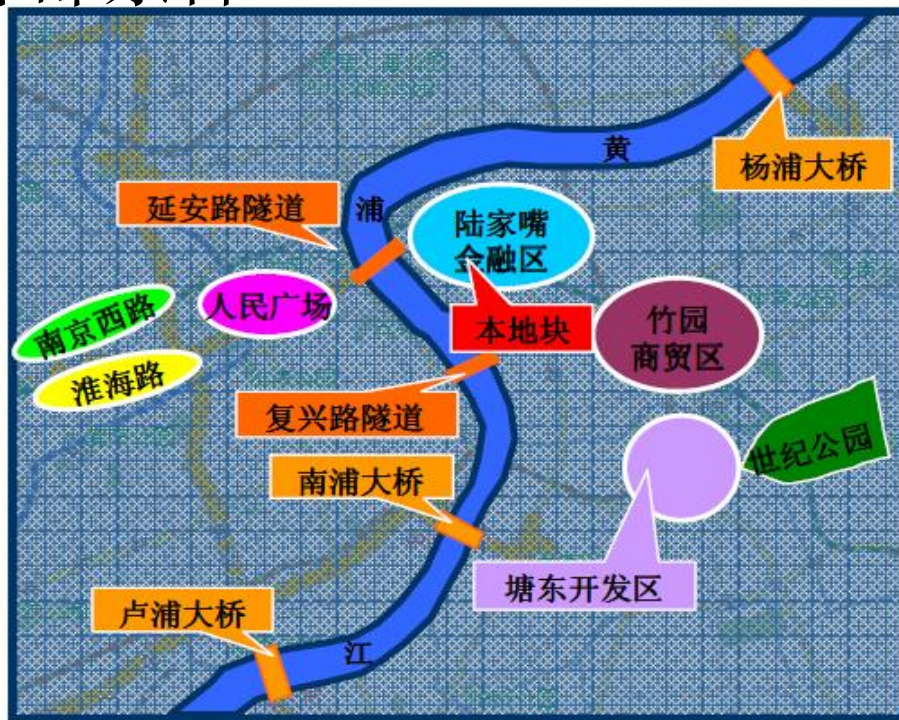 黄
杨浦大桥
延安路隧道
浦
陆家嘴
金融区
南京西路
人民广场
本地块
竹园
商贸区
淮海路
复兴路隧道
世纪公园
南浦大桥
塘东开发区
卢浦大桥
江